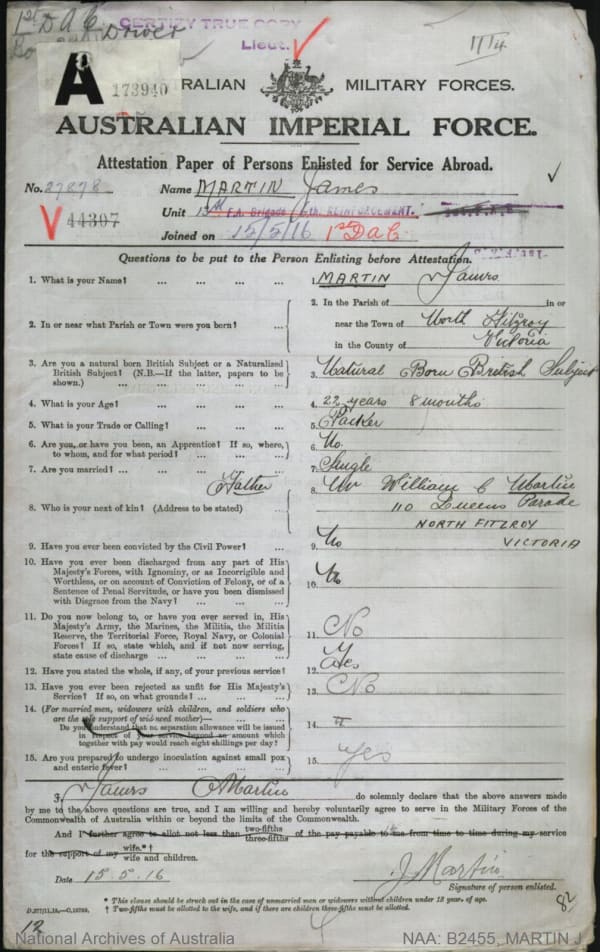 1st D A C
Driver
CERTIFY TRUE COPY
Lieut.
A
173940
AUSTRALIAN MILITARY FORCES.
AUSTRALIAN IMPERIAL FORCE.
Attestation Paper of Persons Enlisted for Service Abroad.
No. 27878 Name MARTIN James
44307
Unit 13th F.A. Brigade 6th REINFORCEMENT.
Joined on 15/5/16 1st D a C
Questions to be put to the Person Enlisting before Attestation.
1. What is your Name? ... ... ... ... 1. MARTIN James
2. In or near what Parish or Town were you born? ...
2. In the Parish of in or
near the Town of North Fitzroy
in the County of Victoria
3. Are you a natural born British Subject or a Naturalized
British Subject? (N.B.—If the latter, papers to be
shown.) ... ... ... ... ...
3. Natural Born British Subject
4. What is your Age? ... ... ... ... 4. 22 years 8 months
5. What is your Trade or Calling? ... ... ... 5. Packer
6. Are you, or have you been, an Apprentice? If so, where,
to whom, and for what period? ... ... ... ...
6. No
7. Are you married? ... ... ... ... 7. Single
Father
8. Who is your next of kin? (Address to be stated) ...
8. Mr William C Martin
110 Queens Parade
NORTH FITZROY
VICTORIA
9. Have you ever been convicted by the Civil Power? ... 9. No
10. Have you ever been discharged from any part of His
Majesty's Forces, with Ignominy, or as Incorrigible and
Worthless, or on account of Conviction of Felony, or of a
Sentence of Penal Servitude, or have you been dismissed
with Disgrace from the Navy? ... ... ...
10. No
11. Do you now belong to, or have you ever served in, His
Majesty's Army, the Marines, the Militia, the Militia
Reserve, the Territorial Force, Royal Navy, or Colonial
Forces? If so, state which, and if not now serving,
state cause of discharge ... ... ... ...
11. No
12. Have you stated the whole, if any, of your previous service? 12. Yes
13. Have you ever been rejected as unfit for His Majesty's
Service? If so, on what grounds? ... ... ...
13. No
14. (For married men, widowers with children, and soldiers who
are the sole support of widowed mother)—
Do you understand that no separation allowance will be issued
in respect of your service beyond an amount which
together with pay would reach eight shillings per day?
14.
15. Are you prepared to undergo inoculation against small pox
and enteric fever? ... ... ... ... ...
15. yes
I, James Martin do solemnly declare that the above answers made
by me to the above questions are true, and I am willing and hereby voluntarily agree to serve in the Military Forces of the
Commonwealth of Australia within or beyond the limits of the Commonwealth.
And I further agree to allot not less than two-fifths three-fifths of the pay payable to me from time to time during my service
for the support of my wife.*† wife and children.
Date 15.5.16 J. Martin
Signature of person enlisted.
* This clause should be struck out in the case of unmarried men or widowers without children under 18 years of age.
† Two-fifths must be allotted to the wife, and if there are children three-fifths must be allotted.
82
12
National Archives of Australia NAA: B2455, MARTIN J